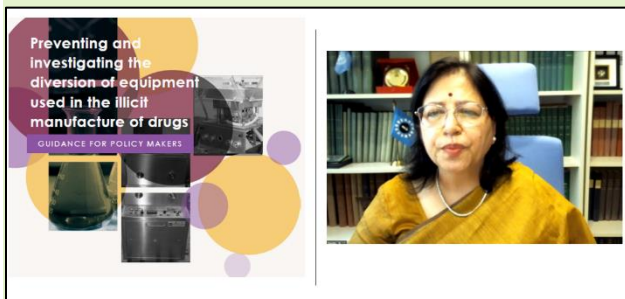 Preventing and
investigating the
diversion of equipment
used in the illicit
manufacture of drugs
GUIDANCE FOR POLICY MAKERS